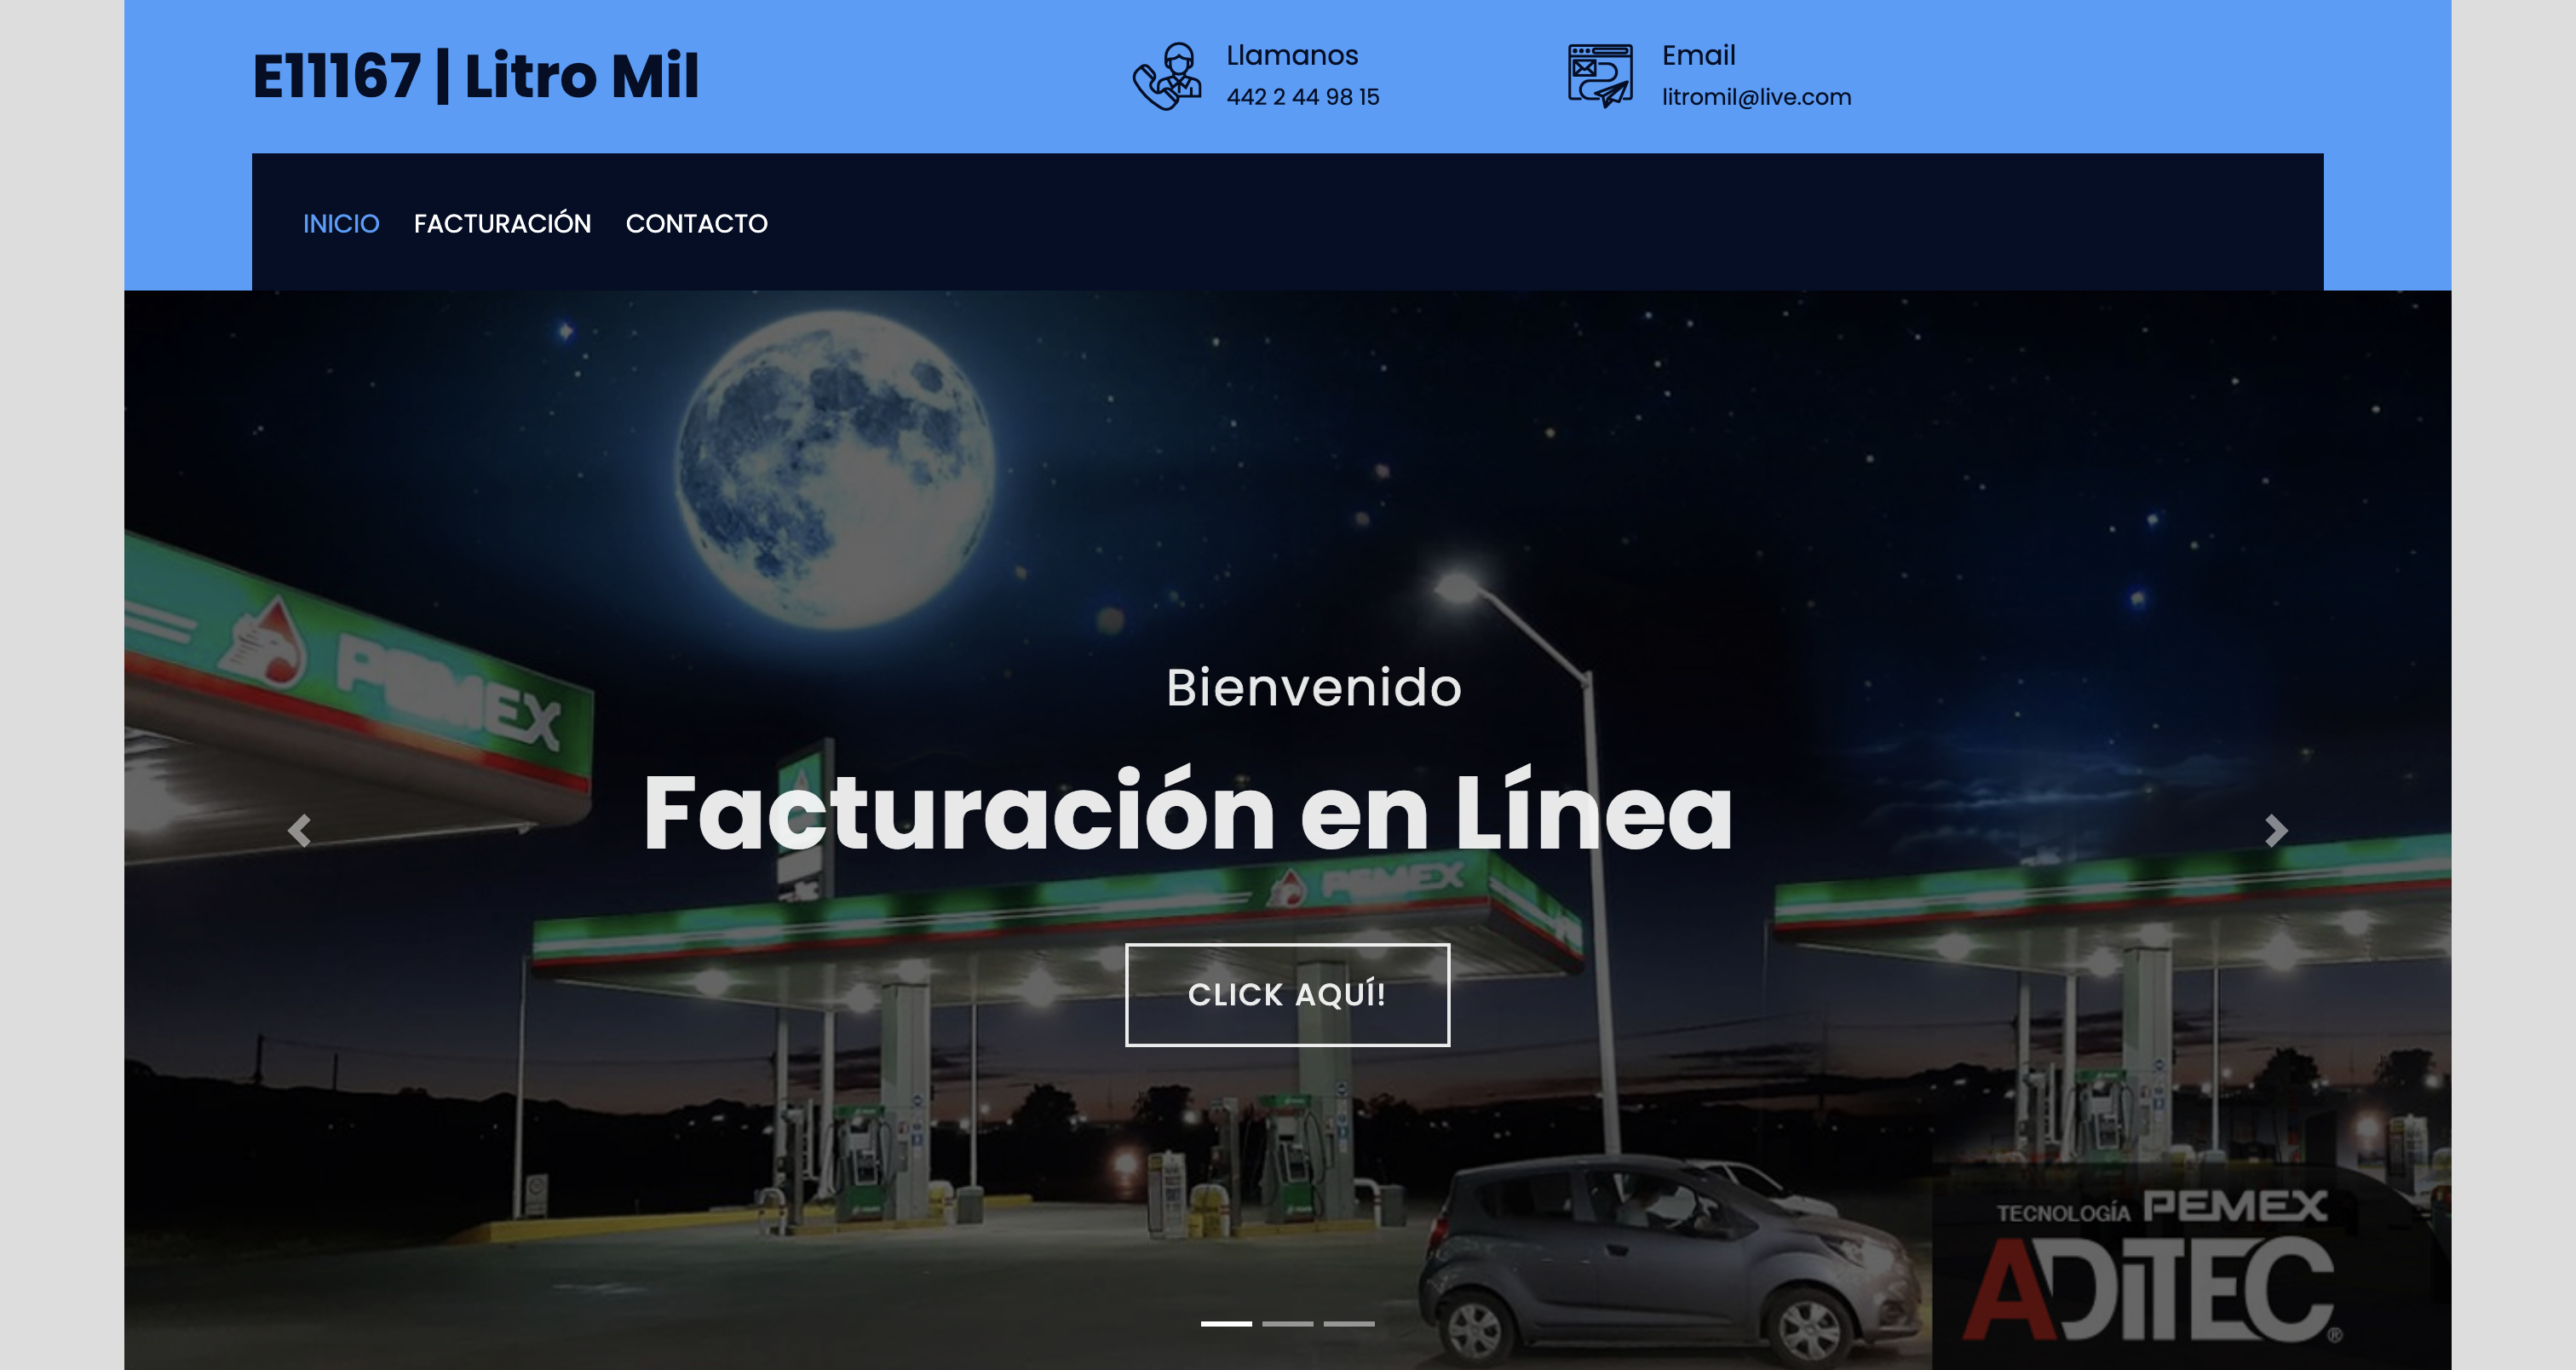 E11167 | Litro Mil
Llamanos
442 2 44 98 15
Email
litromil@live.com
INICIO FACTURACIÓN CONTACTO
PEMEX
Bienvenido
Facturación en Línea
PEMEX
CLICK AQUÍ!
TECNOLOGÍA PEMEX
ADiTEC®